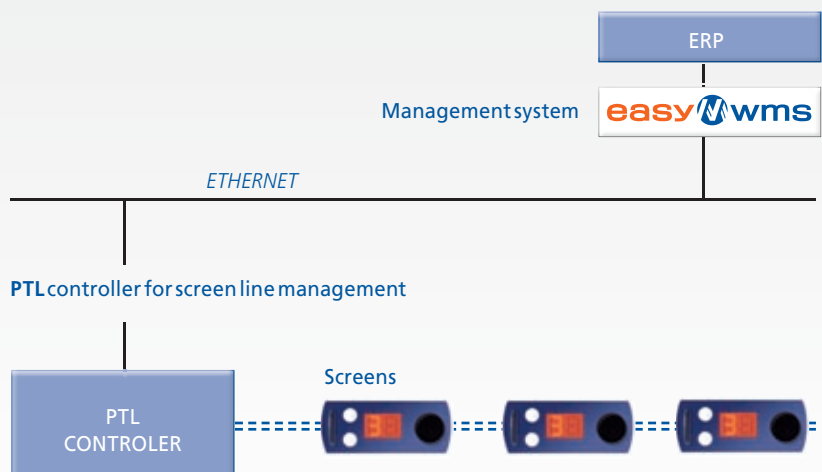 ERP
Management system
easy wms
ETHERNET
PTL controller for screen line management
Screens
PTL
CONTROLER